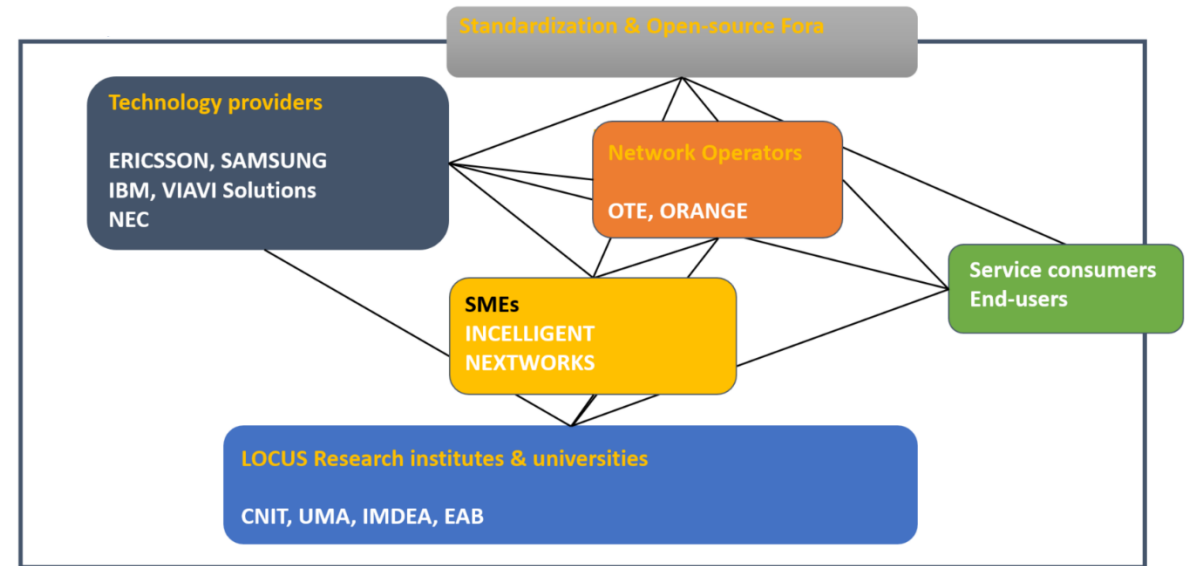 Standardization & Open-source Fora
Technology providers
ERICSSON, SAMSUNG
IBM, VIAVI Solutions
NEC
Network Operators
OTE, ORANGE
Service consumers
End-users
SMEs
INCELLIGENT
NEXTWORKS
LOCUS Research institutes & universities
CNIT, UMA, IMDEA, EAB